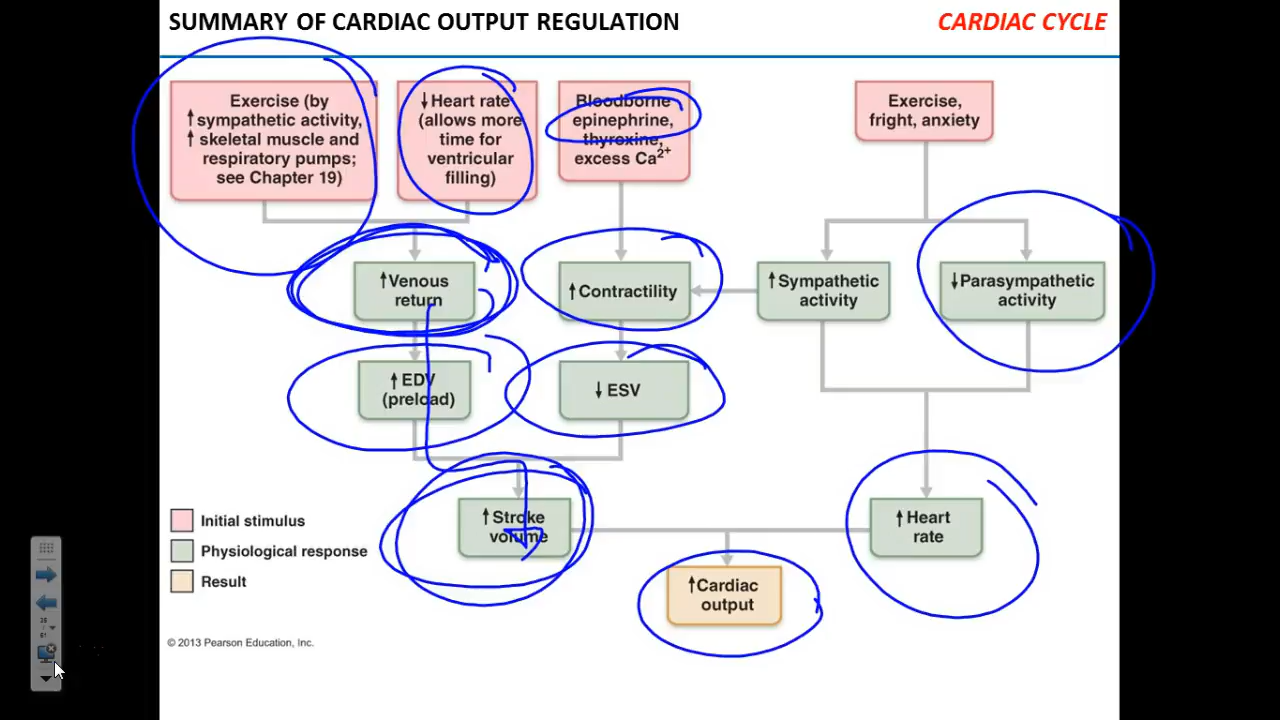 SUMMARY OF CARDIAC OUTPUT REGULATION
CARDIAC CYCLE
Exercise (by
↑ sympathetic activity,
↑ skeletal muscle and
respiratory pumps;
see Chapter 19)
↓ Heart rate
(allows more
time for
ventricular
filling)
Bloodborne
epinephrine,
thyroxine,
excess Ca²⁺
Exercise,
fright, anxiety
↑ Venous
return
↑ Contractility
↑ Sympathetic
activity
↓ Parasympathetic
activity
↑ EDV
(preload)
↓ ESV
↑ Stroke
volume
↑ Heart
rate
↑ Cardiac
output
Initial stimulus
Physiological response
Result
© 2013 Pearson Education, Inc.